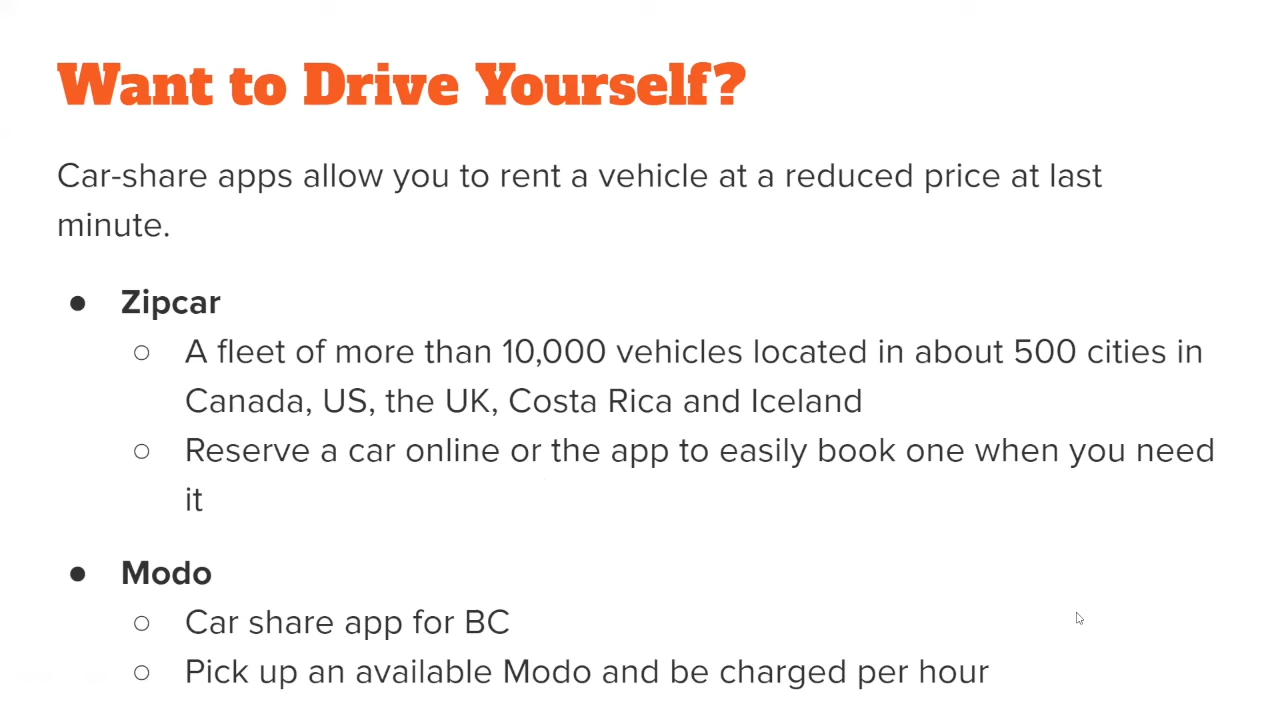 Want to Drive Yourself?
Car-share apps allow you to rent a vehicle at a reduced price at last
minute.
● Zipcar
○ A fleet of more than 10,000 vehicles located in about 500 cities in
Canada, US, the UK, Costa Rica and Iceland
○ Reserve a car online or the app to easily book one when you need
it
● Modo
○ Car share app for BC
○ Pick up an available Modo and be charged per hour